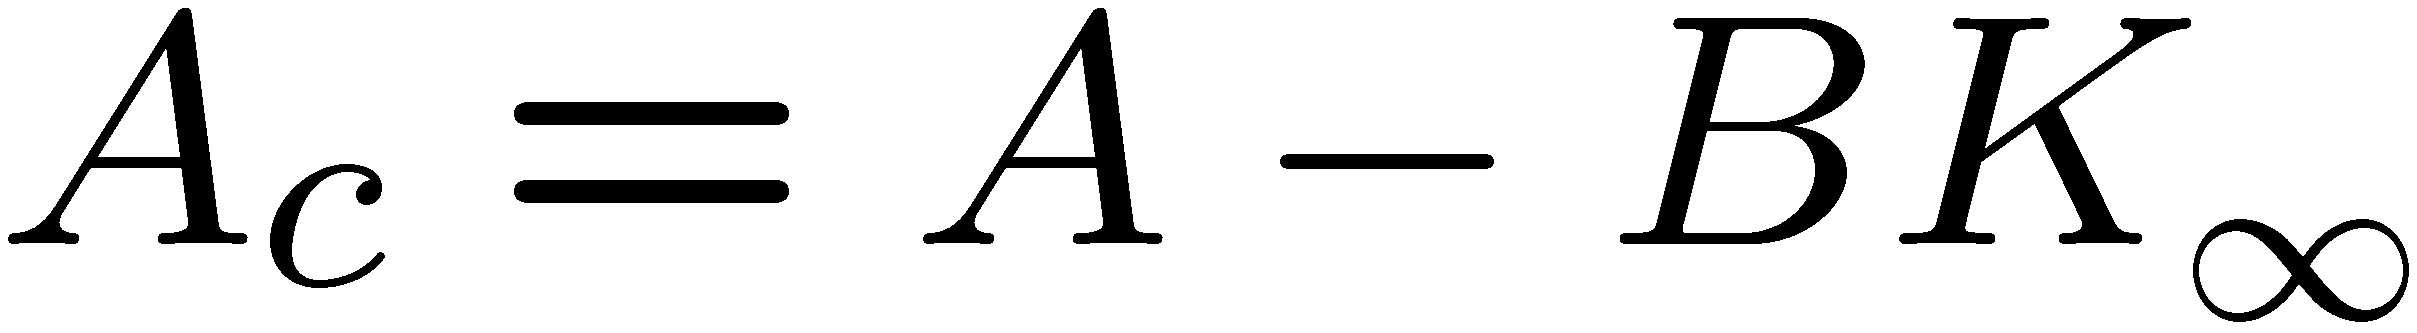 A_c = A − BK_∞